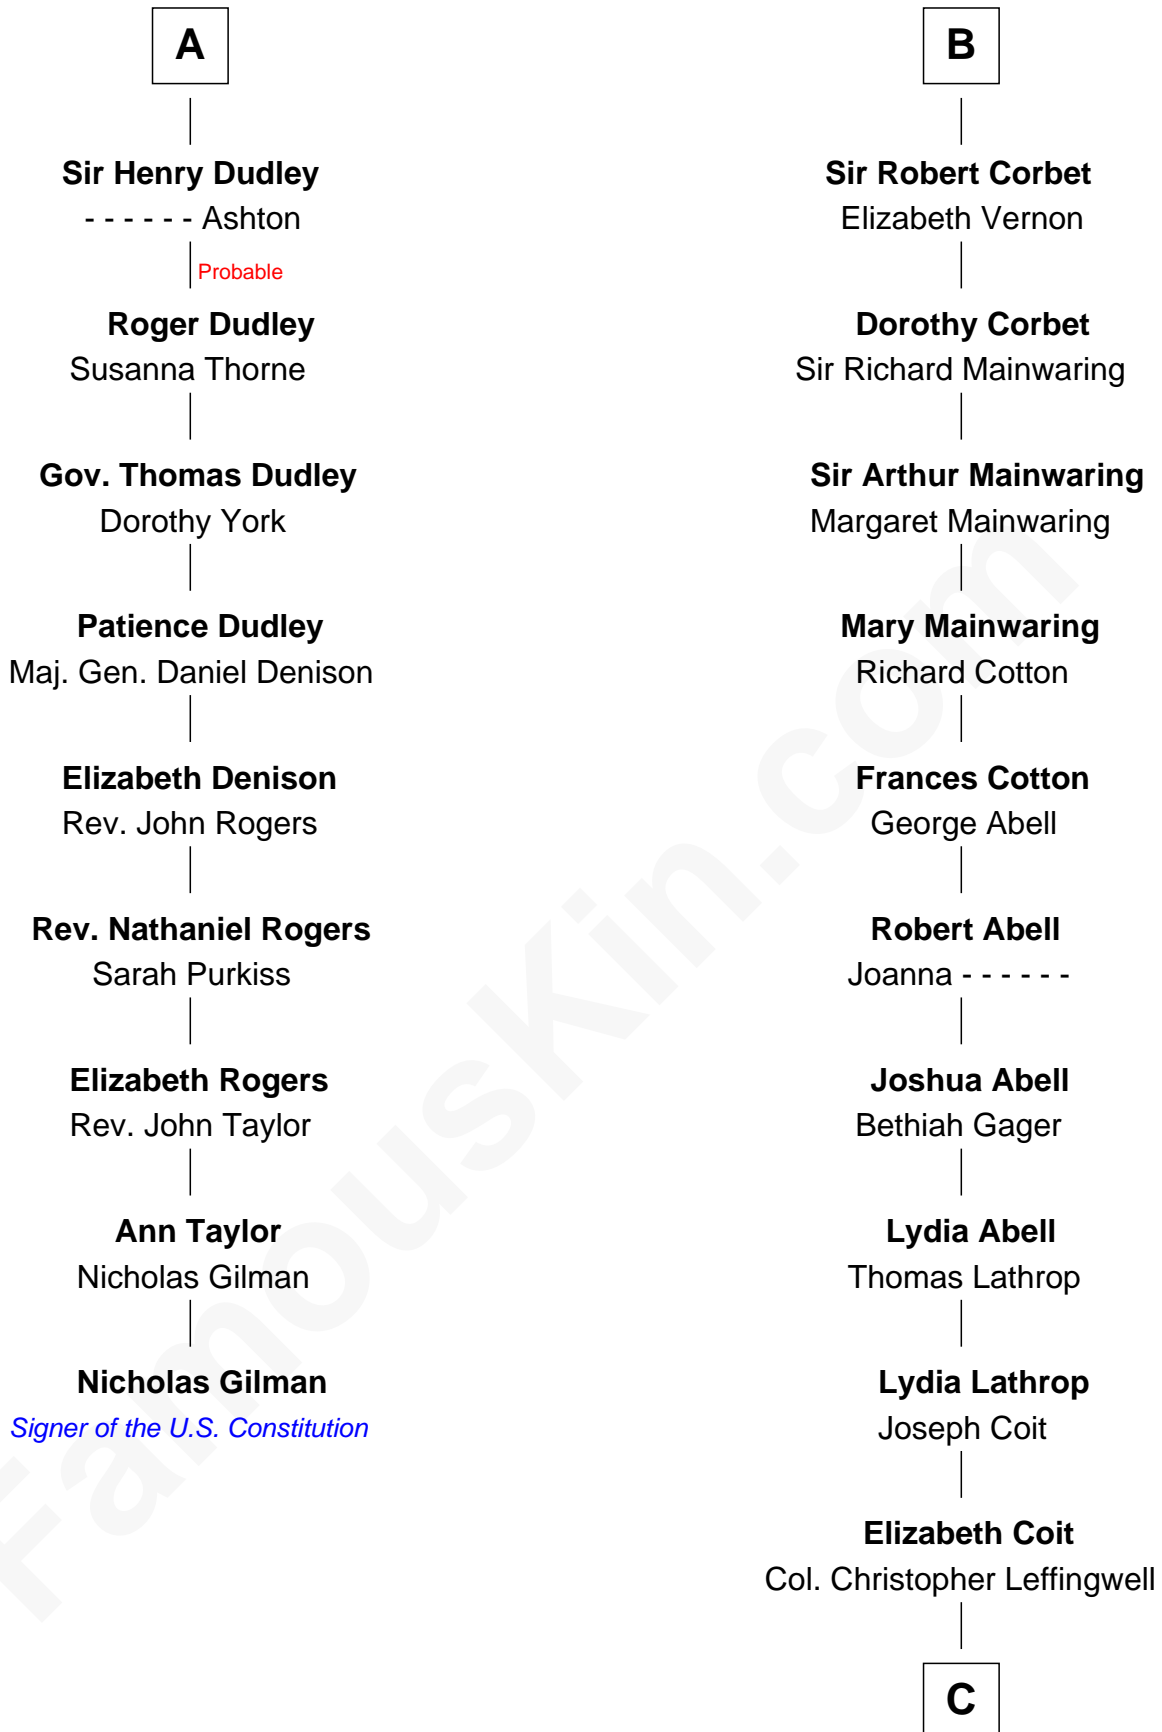 A
Sir Henry Dudley
- - - - - - Ashton
Probable
Roger Dudley
Susanna Thorne
Gov. Thomas Dudley
Dorothy York
Patience Dudley
Maj. Gen. Daniel Denison
Elizabeth Denison
Rev. John Rogers
Rev. Nathaniel Rogers
Sarah Purkiss
Elizabeth Rogers
Rev. John Taylor
Ann Taylor
Nicholas Gilman
Nicholas Gilman
Signer of the U.S. Constitution
B
Sir Robert Corbet
Elizabeth Vernon
Dorothy Corbet
Sir Richard Mainwaring
Sir Arthur Mainwaring
Margaret Mainwaring
Mary Mainwaring
Richard Cotton
Frances Cotton
George Abell
Robert Abell
Joanna - - - - - -
Joshua Abell
Bethiah Gager
Lydia Abell
Thomas Lathrop
Lydia Lathrop
Joseph Coit
Elizabeth Coit
Col. Christopher Leffingwell
C
FamousKin.com